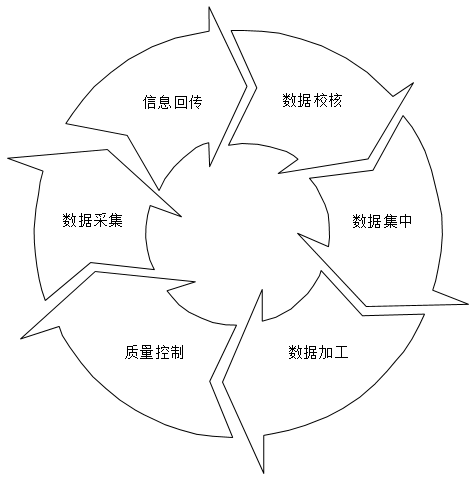 信息回传
数据校核
数据采集
数据集中
质量控制
数据加工